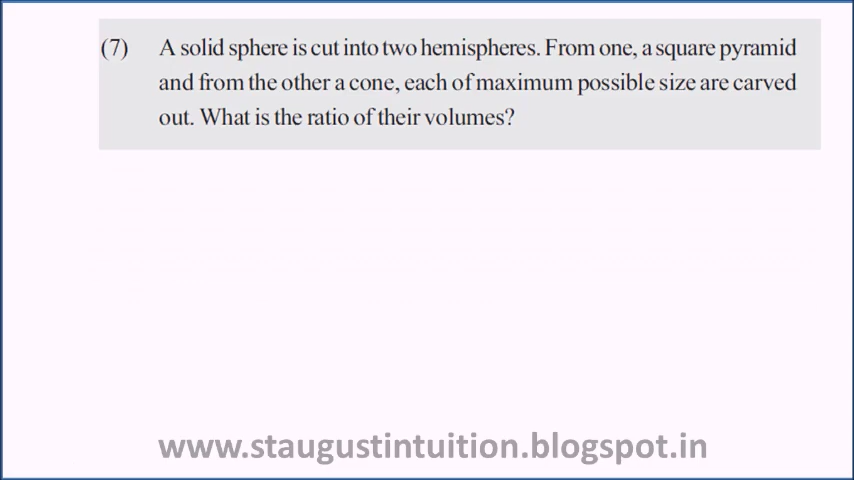 (7) A solid sphere is cut into two hemispheres. From one, a square pyramid
and from the other a cone, each of maximum possible size are carved
out. What is the ratio of their volumes?
www.staugustintuition.blogspot.in